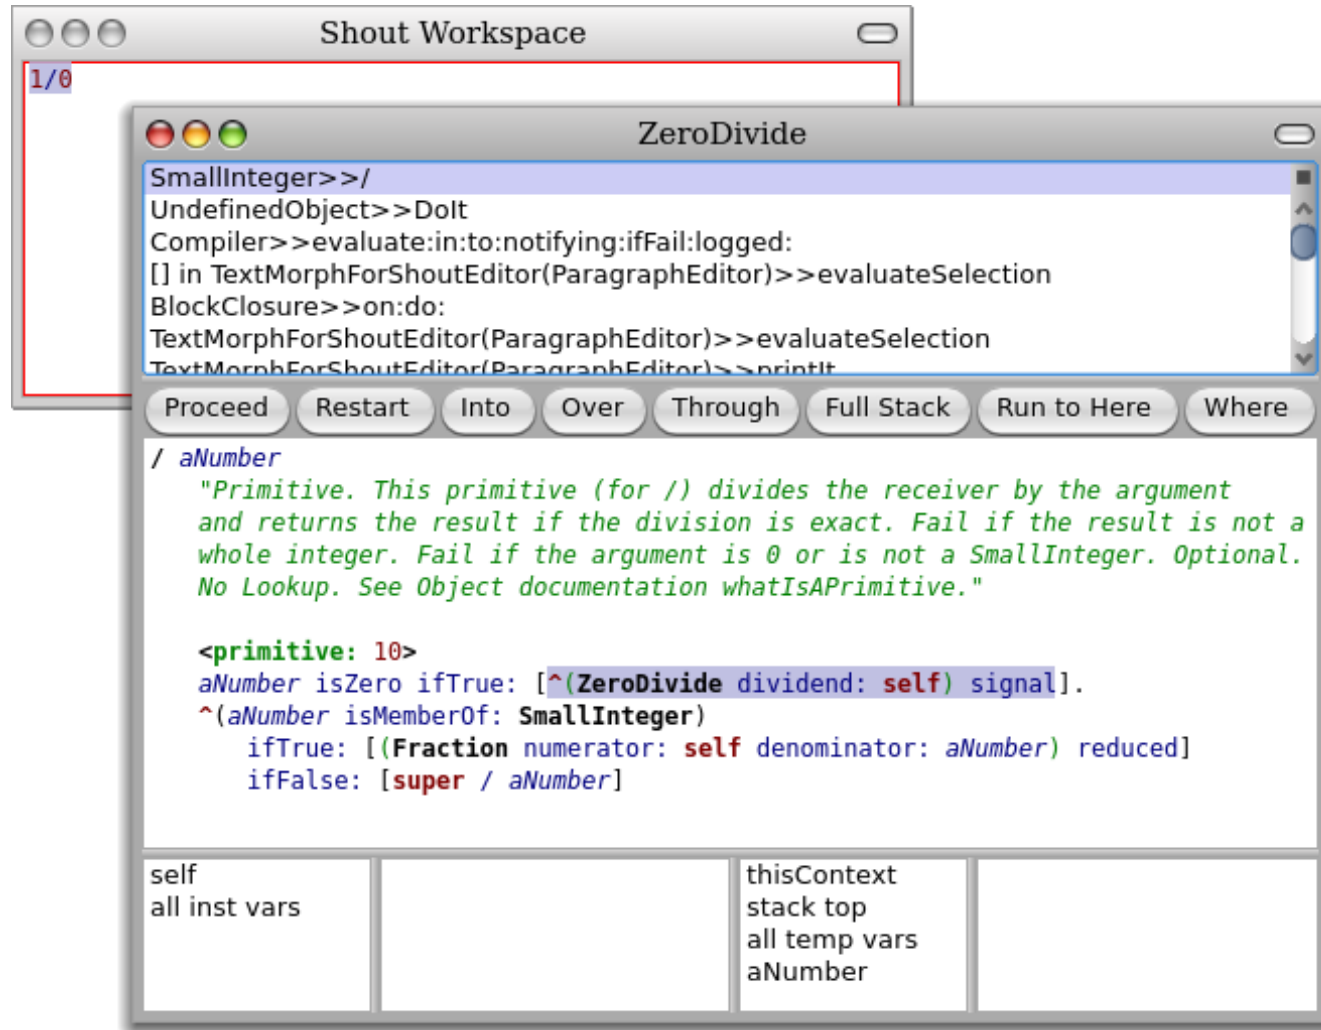 Shout Workspace
1/0
ZeroDivide
SmallInteger>>/
UndefinedObject>>DoIt
Compiler>>evaluate:in:to:notifying:ifFail:logged:
[] in TextMorphForShoutEditor(ParagraphEditor)>>evaluateSelection
BlockClosure>>on:do:
TextMorphForShoutEditor(ParagraphEditor)>>evaluateSelection
TextMorphForShoutEditor(ParagraphEditor)>>printIt
Proceed Restart Into Over Through Full Stack Run to Here Where
/ aNumber
"Primitive. This primitive (for /) divides the receiver by the argument
and returns the result if the division is exact. Fail if the result is not a
whole integer. Fail if the argument is 0 or is not a SmallInteger. Optional.
No Lookup. See Object documentation whatIsAPrimitive."
<primitive: 10>
aNumber isZero ifTrue: [^(ZeroDivide dividend: self) signal].
^(aNumber isMemberOf: SmallInteger)
ifTrue: [(Fraction numerator: self denominator: aNumber) reduced]
ifFalse: [super / aNumber]
self
all inst vars
thisContext
stack top
all temp vars
aNumber